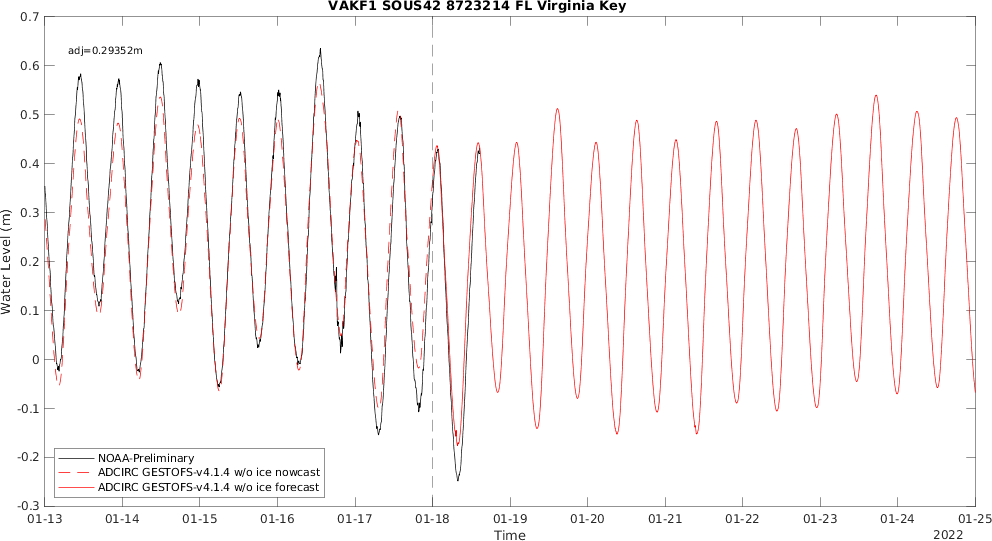 VAKF1 SOUS42 8723214 FL Virginia Key
adj=0.29352m
0.7
0.6
0.5
0.4
0.3
0.2
0.1
0
-0.1
-0.2
-0.3
Water Level (m)
NOAA-Preliminary
ADCIRC GESTOFS-v4.1.4 w/o ice nowcast
ADCIRC GESTOFS-v4.1.4 w/o ice forecast
01-13 01-14 01-15 01-16 01-17 01-18 01-19 01-20 01-21 01-22 01-23 01-24 01-25
Time
2022